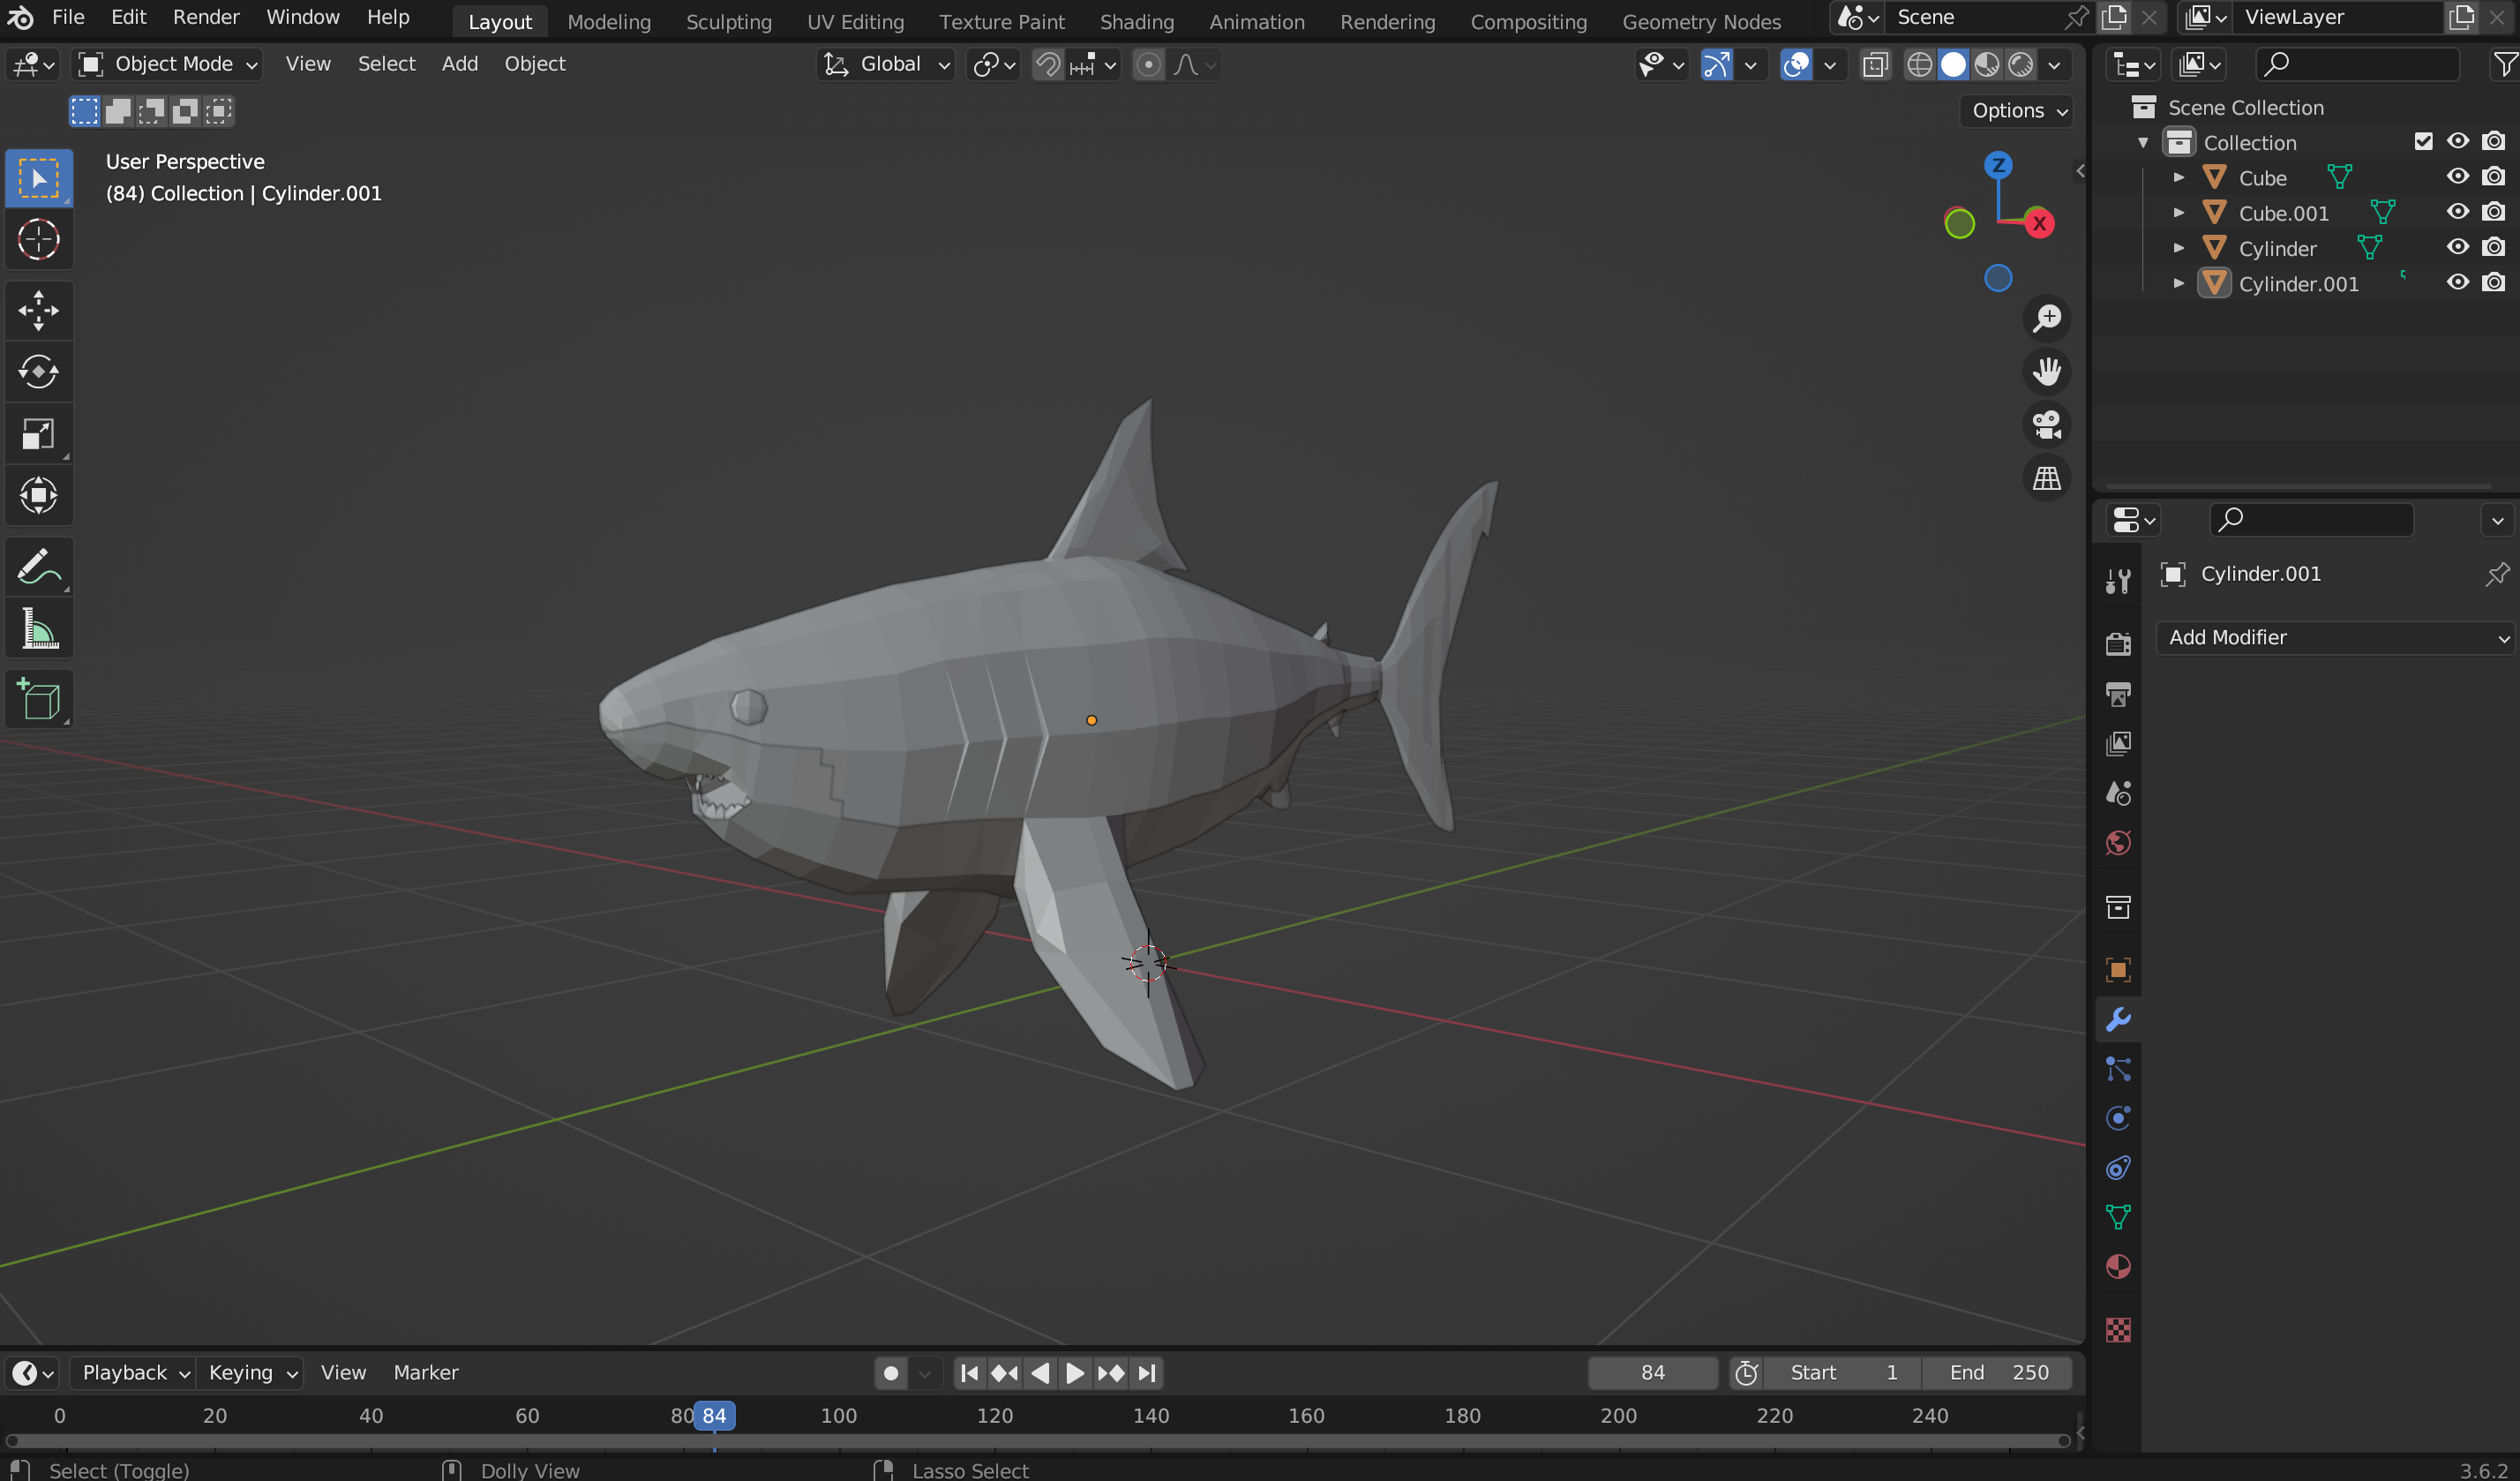 File Edit Render Window Help Layout Modeling Sculpting UV Editing Texture Paint Shading Animation Rendering Compositing Geometry Nodes Scene ViewLayer
Object Mode View Select Add Object Global
Options
User Perspective
(84) Collection | Cylinder.001
Z
X
Scene Collection
Collection
Cube
Cube.001
Cylinder
Cylinder.001
Cylinder.001
Add Modifier
Playback Keying View Marker 84 Start 1 End 250
0 20 40 60 80 84 100 120 140 160 180 200 220 240
Select (Toggle) Dolly View Lasso Select 3.6.2